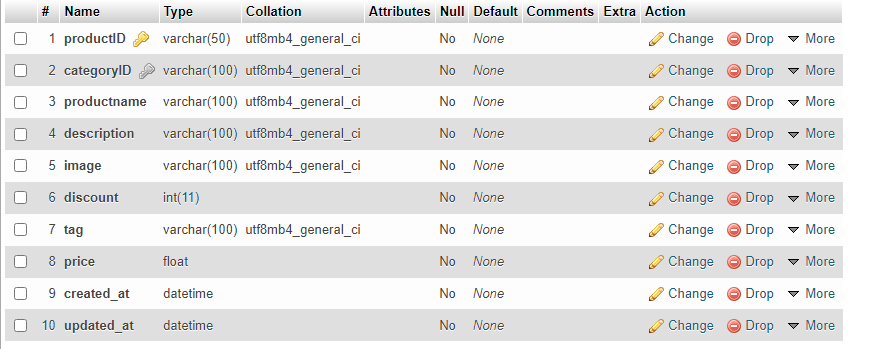 # Name Type Collation Attributes Null Default Comments Extra Action
1 productID varchar(50) utf8mb4_general_ci No None Change Drop More
2 categoryID varchar(100) utf8mb4_general_ci No None Change Drop More
3 productname varchar(100) utf8mb4_general_ci No None Change Drop More
4 description varchar(100) utf8mb4_general_ci No None Change Drop More
5 image varchar(100) utf8mb4_general_ci No None Change Drop More
6 discount int(11) No None Change Drop More
7 tag varchar(100) utf8mb4_general_ci No None Change Drop More
8 price float No None Change Drop More
9 created_at datetime No None Change Drop More
10 updated_at datetime No None Change Drop More